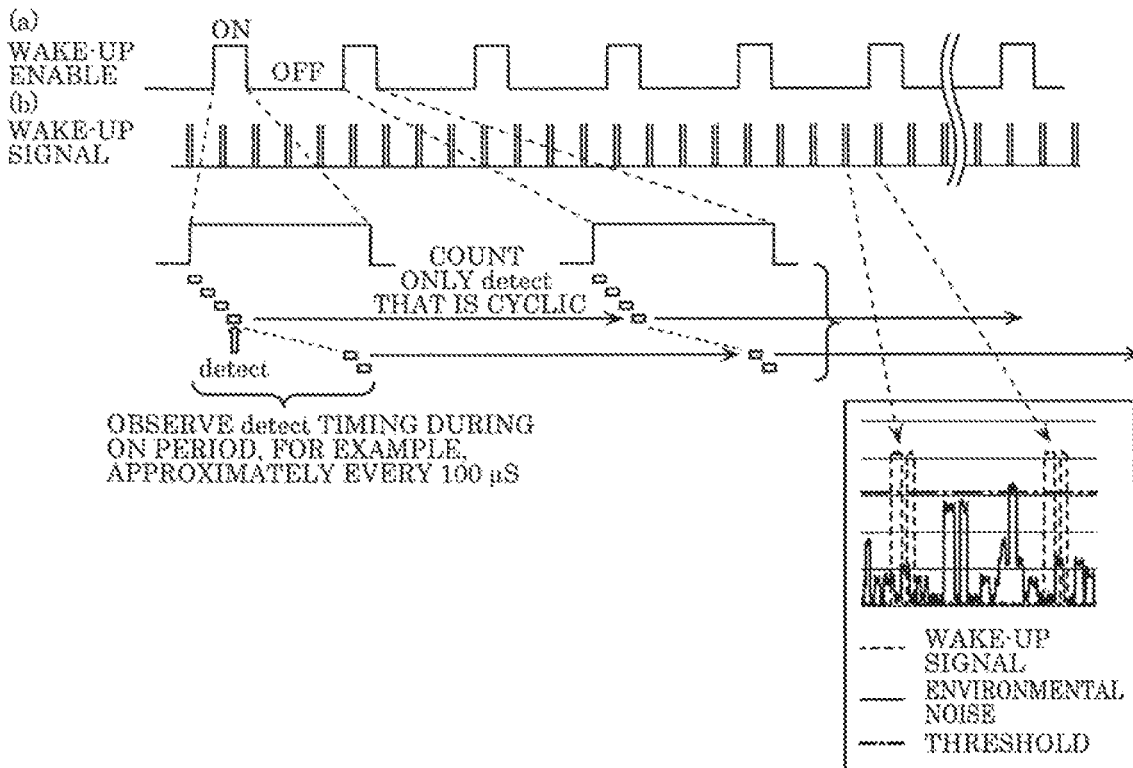 (a)
WAKE-UP
ENABLE
ON
OFF
(b)
WAKE-UP
SIGNAL
COUNT
ONLY detect
THAT IS CYCLIC
detect
OBSERVE detect TIMING DURING
ON PERIOD, FOR EXAMPLE,
APPROXIMATELY EVERY 100 μS
WAKE-UP
SIGNAL
ENVIRONMENTAL
NOISE
THRESHOLD